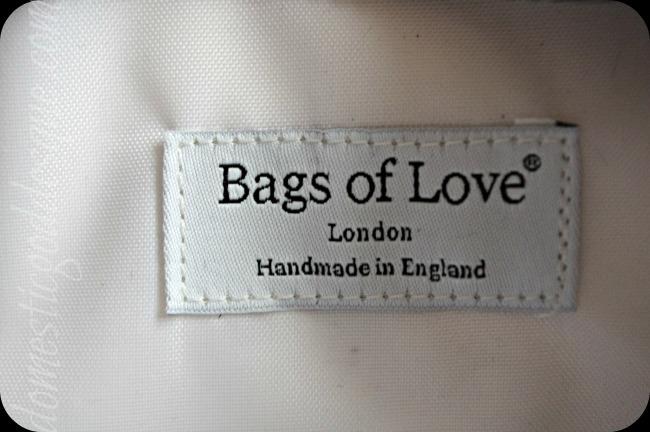 Bags of Love®
London
Handmade in England